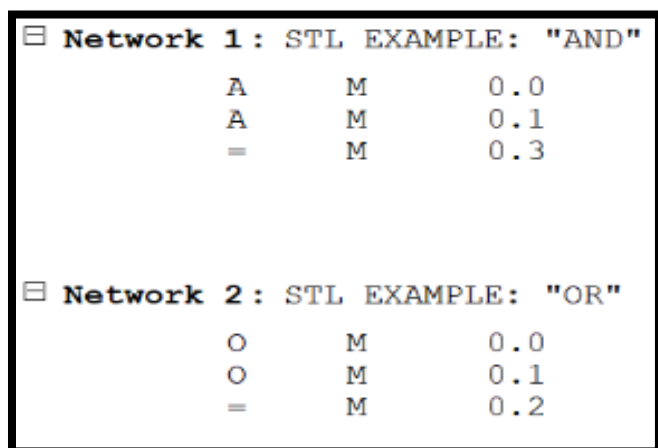 Network 1: STL EXAMPLE: "AND"
A M 0.0
A M 0.1
= M 0.3
Network 2: STL EXAMPLE: "OR"
O M 0.0
O M 0.1
= M 0.2